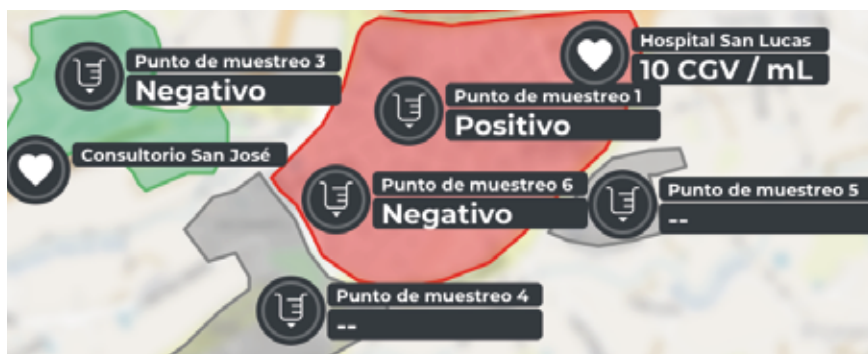 Hospital San Lucas
10 CGV / mL
Punto de muestreo 3
Negativo
Punto de muestreo 1
Positivo
Consultorio San José
Punto de muestreo 6
Negativo
Punto de muestreo 5
--
Punto de muestreo 4
--